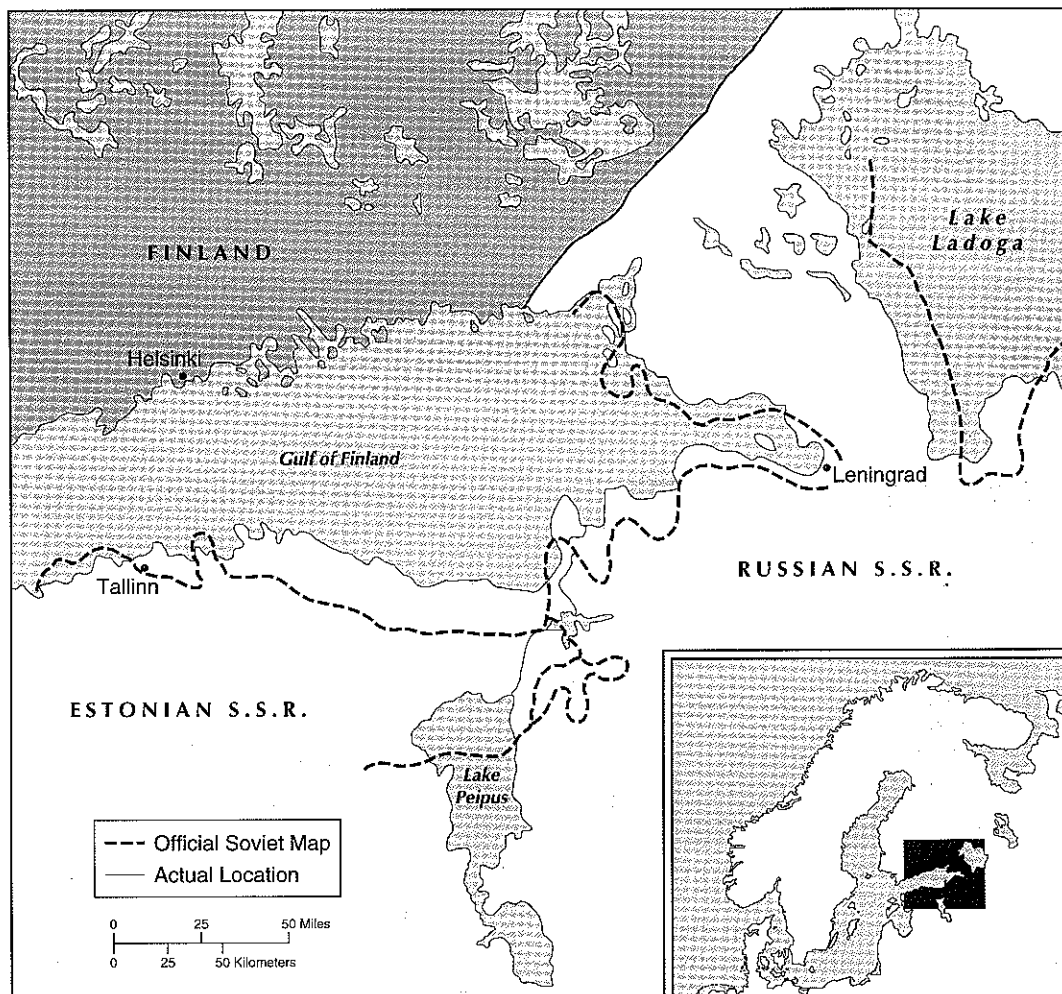 Lake
Ladoga
FINLAND
Helsinki
Gulf of Finland
Leningrad
Tallinn
RUSSIAN S.S.R.
ESTONIAN S.S.R.
Lake
Peipus
Official Soviet Map
Actual Location
0 25 50 Miles
0 25 50 Kilometers